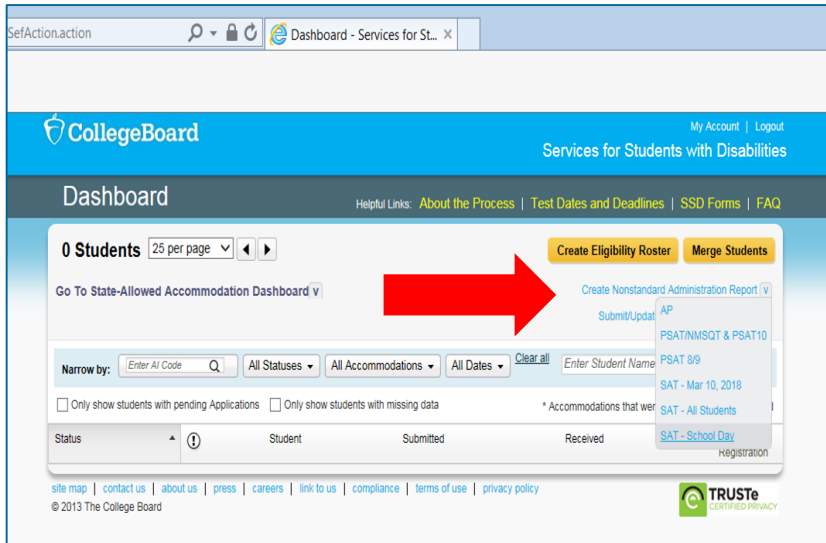 SefAction.action
Dashboard - Services for St... ×
CollegeBoard
My Account | Logout
Services for Students with Disabilities
Dashboard
Helpful Links: About the Process | Test Dates and Deadlines | SSD Forms | FAQ
0 Students 25 per page
Create Eligibility Roster Merge Students
Go To State-Allowed Accommodation Dashboard v
Create Nonstandard Administration Report v
Submit/Updat
AP
PSAT/NMSQT & PSAT10
PSAT 8/9
SAT - Mar 10, 2018
SAT - All Students
SAT - School Day
Narrow by: Enter AI Code All Statuses All Accommodations All Dates Clear all Enter Student Name
Only show students with pending Applications Only show students with missing data * Accommodations that wer
Status Student Submitted Received
Registration
site map | contact us | about us | press | careers | link to us | compliance | terms of use | privacy policy
© 2013 The College Board
TRUSTe
CERTIFIED PRIVACY